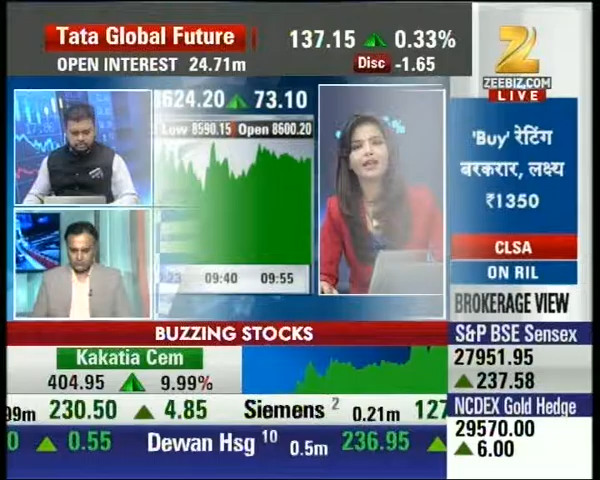 Tata Global Future
137.15 0.33%
OPEN INTEREST 24.71m
Disc -1.65
Z
ZEEBIZ.COM
LIVE
624.20 73.10
Low 8590.15 Open 8600.20
09:40 09:55
'Buy' रेटिंग
बरकरार, लक्ष्य
₹1350
CLSA
ON RIL
BROKERAGE VIEW
BUZZING STOCKS
S&P BSE Sensex
27951.95
237.58
Kakatia Cem
404.95 9.99%
230.50 4.85 Siemens 2 0.21m 127
NCDEX Gold Hedge
29570.00
6.00
0 0.55 Dewan Hsg 10 0.5m 236.95